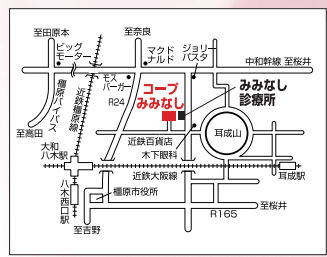 至田原本
至奈良
ビッグ
モーター
マクド
ナルド
ジョリー
パスタ
中和幹線 至桜井
橿原バイパス
近鉄橿原線
モス
バーガー
R24
コープ
みみなし
みみなし
診療所
至高田
近鉄百貨店
木下眼科
耳成山
大和
八木駅
近鉄大阪線
耳成駅
八木西口駅
橿原市役所
至桜井
R165
至吉野